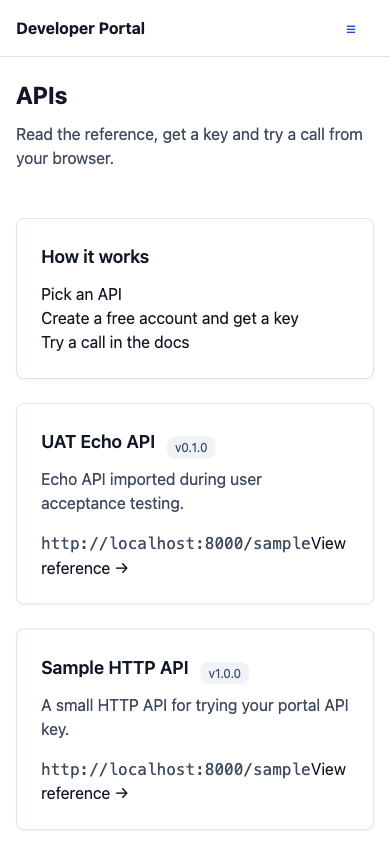 Developer Portal ≡
APIs
Read the reference, get a key and try a call from
your browser.
How it works
Pick an API
Create a free account and get a key
Try a call in the docs
UAT Echo API v0.1.0
Echo API imported during user
acceptance testing.
http://localhost:8000/sampleView
reference →
Sample HTTP API v1.0.0
A small HTTP API for trying your portal API
key.
http://localhost:8000/sampleView
reference →